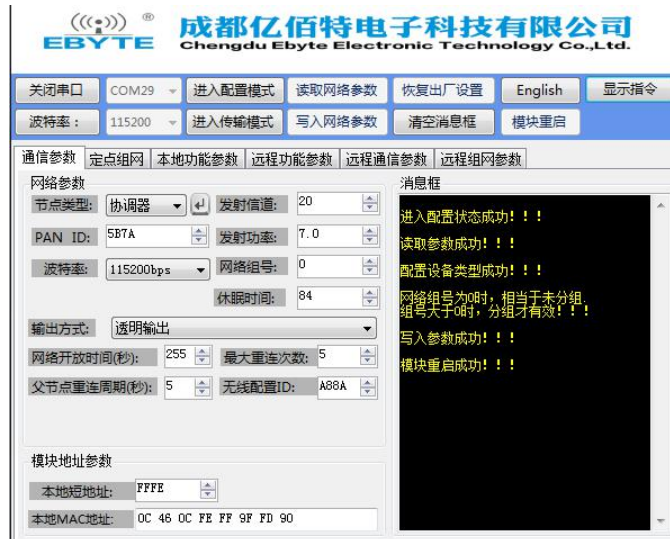 EBYTE ® 成都亿佰特电子科技有限公司
Chengdu Ebyte Electronic Technology Co.,Ltd.
关闭串口 COM29 进入配置模式 读取网络参数 恢复出厂设置 English 显示指令
波特率: 115200 进入传输模式 写入网络参数 清空消息框 模块重启
通信参数 定点组网 本地功能参数 远程功能参数 远程通信参数 远程组网参数
网络参数
节点类型: 协调器 发射信道: 20
PAN ID: 5B7A 发射功率: 7.0
波特率: 115200bps 网络组号: 0
休眠时间: 84
输出方式: 透明输出
网络开放时间(秒): 255 最大重连次数: 5
父节点重连周期(秒): 5 无线配置ID: A88A
模块地址参数
本地短地址: FFFE
本地MAC地址: 0C 46 0C FE FF 9F FD 90
消息框
进入配置状态成功!!!
读取参数成功!!!
配置设备类型成功!!!
网络组号为0时，相当于未分组.
组号大于0时，分组才有效!!!
写入参数成功!!!
模块重启成功!!!